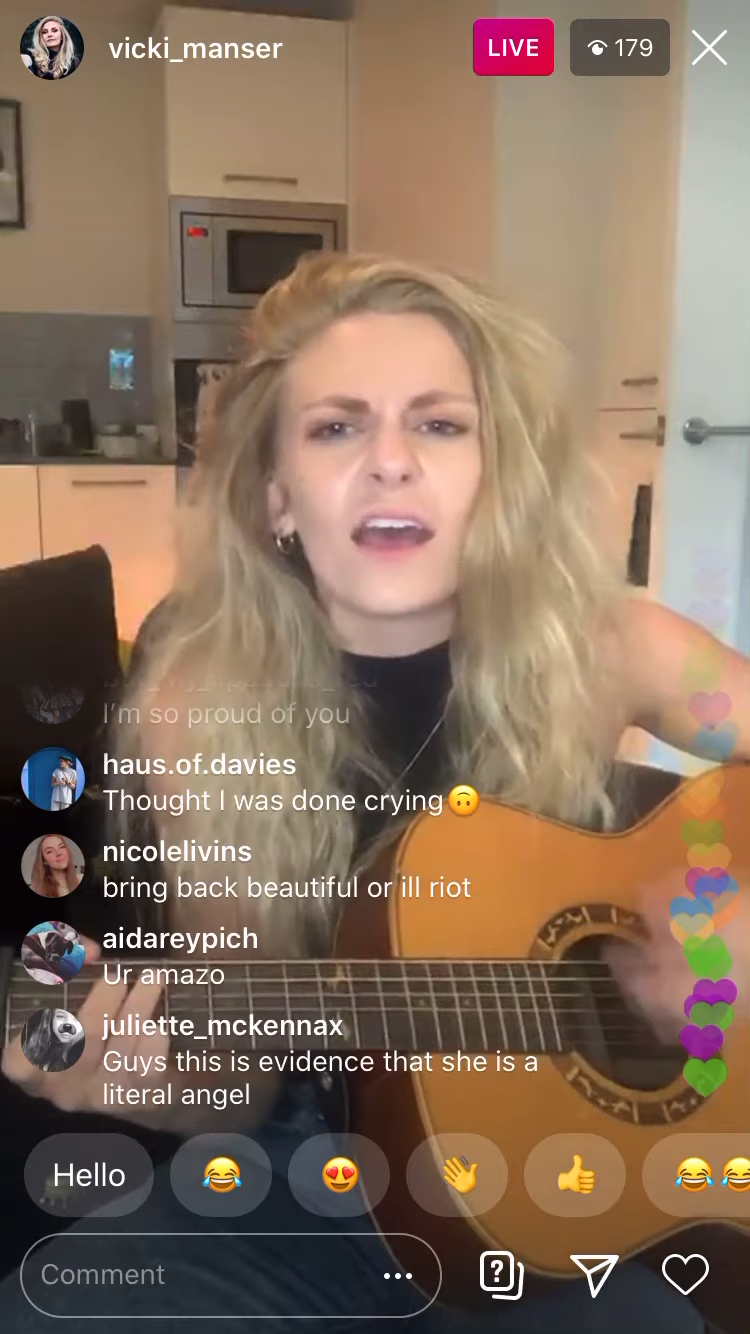 vicki_manser
LIVE
179
I'm so proud of you
haus.of.davies
Thought I was done crying🙃
nicolelivins
bring back beautiful or ill riot
aidareypich
Ur amazo
juliette_mckennax
Guys this is evidence that she is a
literal angel
Hello
Comment